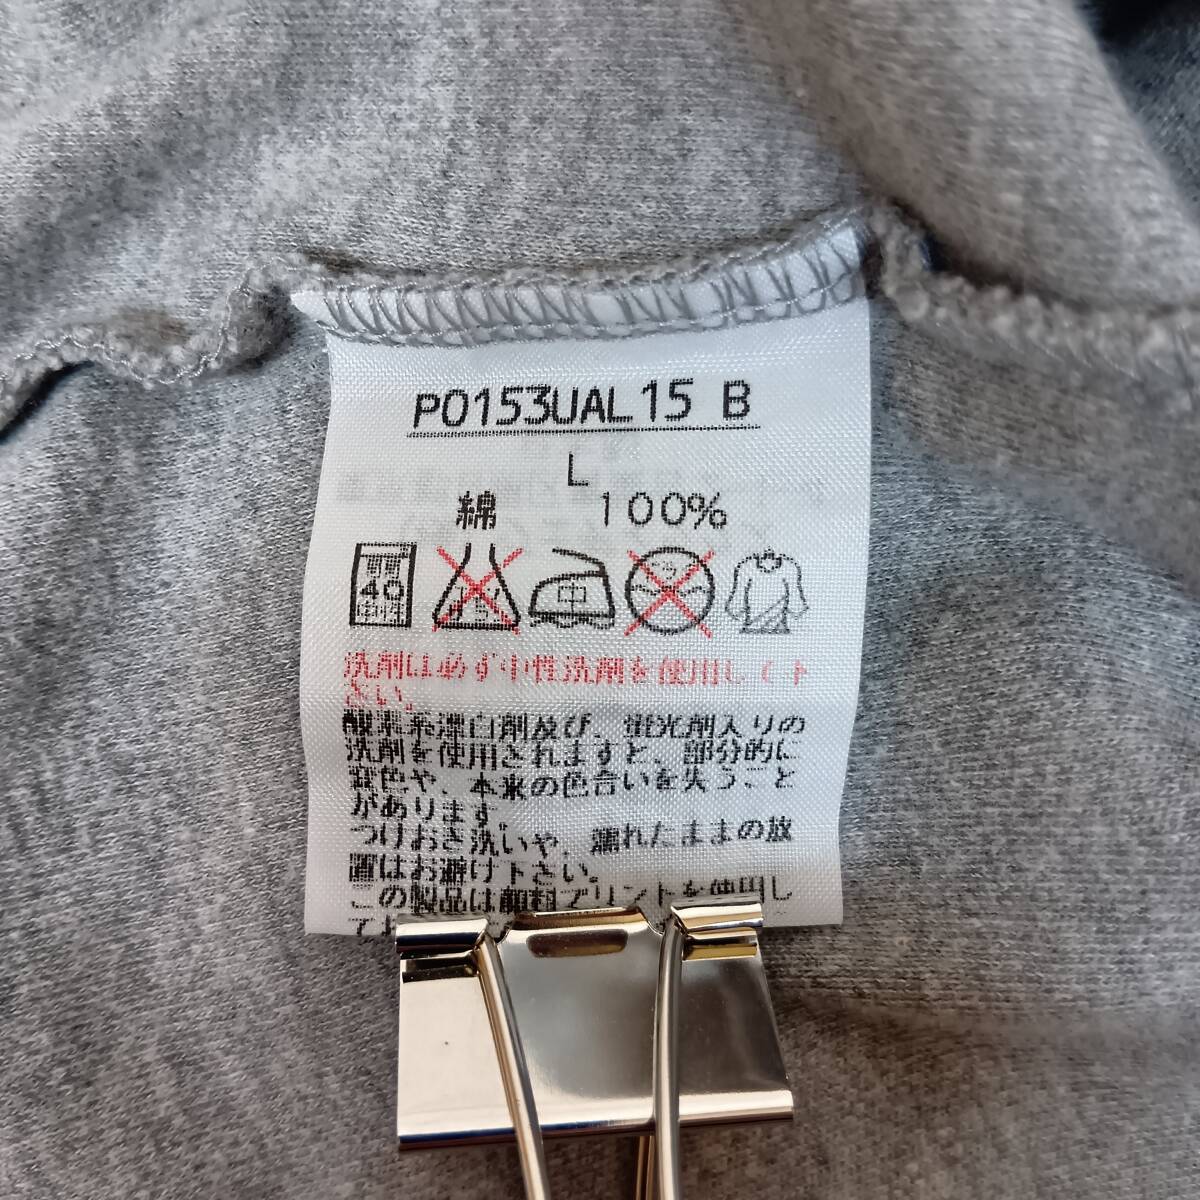 P0153UAL15 B
L
綿 100%
40
中性
中
洗剤は必ず中性洗剤を使用して下
さい。
酸素系漂白剤及び、蛍光剤入りの
洗剤を使用されますと、部分的に
変色や、本来の色合いを失うこと
があります。
つけおき洗いや、濡れたままの放
置はお避け下さい。
この製品は顔料プリントを使用し